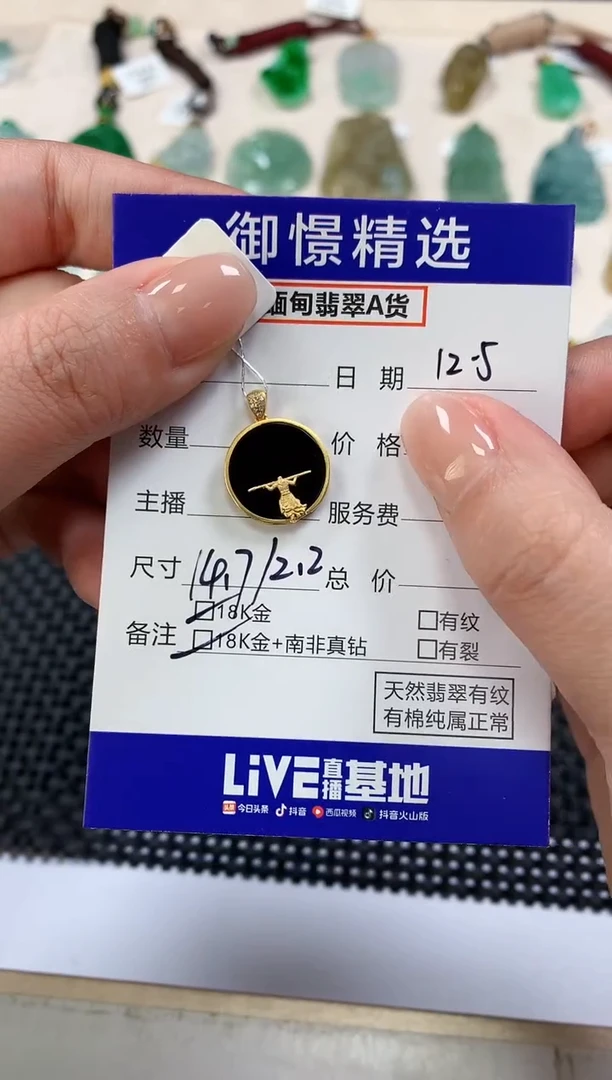 御憬精选
缅甸翡翠A货
日 期 12.5
数量 价 格
主播 服务费
尺寸 14.7/2.2 总 价
备注 □18K金 □有纹
□18K金+南非真钻 □有裂
天然翡翠有纹
有棉纯属正常
LiVE直播基地
头条 今日头条 抖音 西瓜视频 抖音火山版